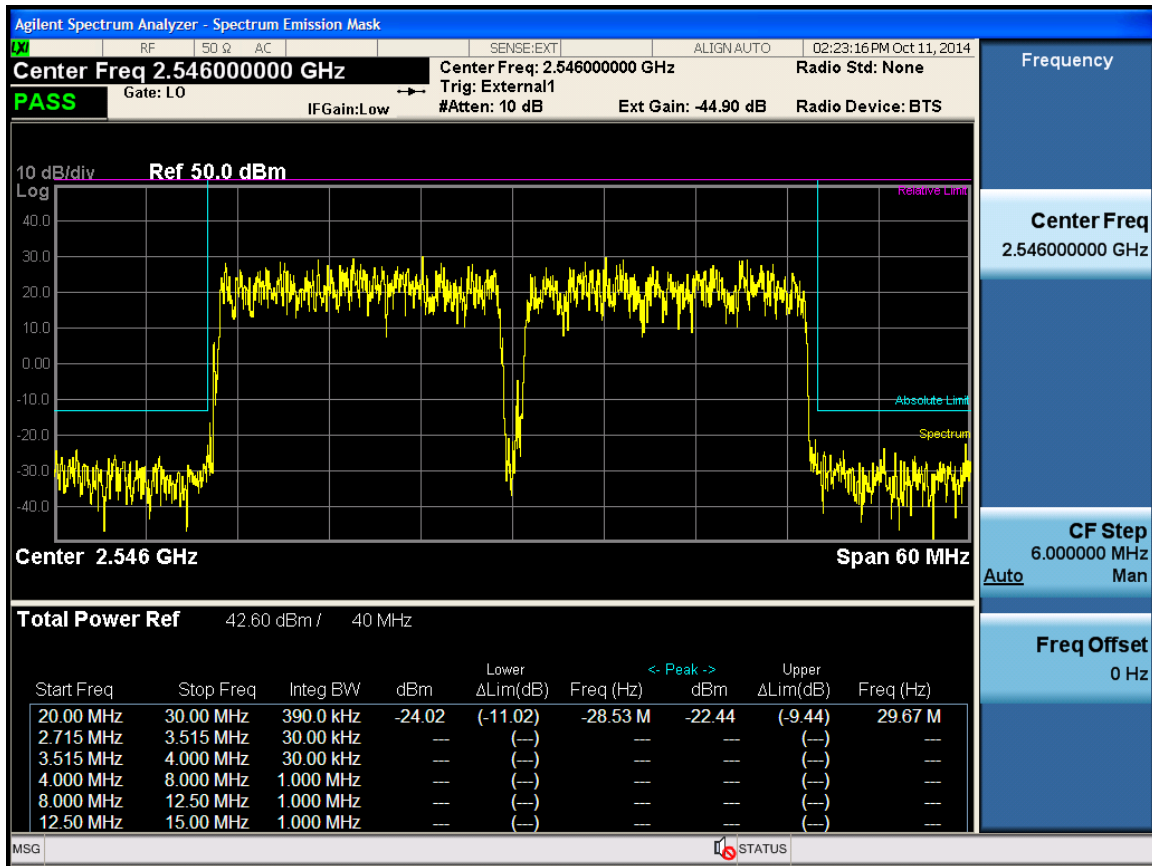 Agilent Spectrum Analyzer - Spectrum Emission Mask
LXI RF 50 Ω AC SENSE:EXT ALIGN AUTO 02:23:16 PM Oct 11, 2014
Center Freq 2.546000000 GHz
Center Freq: 2.546000000 GHz Radio Std: None
PASS Gate: LO Trig: External1
IFGain:Low #Atten: 10 dB Ext Gain: -44.90 dB Radio Device: BTS
10 dB/div Ref 50.0 dBm
Log
Relative Limit
40.0
30.0
20.0
10.0
0.00
-10.0
Absolute Limit
-20.0
Spectrum
-30.0
-40.0
Center 2.546 GHz Span 60 MHz
Total Power Ref 42.60 dBm / 40 MHz
Lower <- Peak -> Upper
Start Freq Stop Freq Integ BW dBm ΔLim(dB) Freq (Hz) dBm ΔLim(dB) Freq (Hz)
20.00 MHz 30.00 MHz 390.0 kHz -24.02 (-11.02) -28.53 M -22.44 (-9.44) 29.67 M
2.715 MHz 3.515 MHz 30.00 kHz --- (---) --- --- (---) ---
3.515 MHz 4.000 MHz 30.00 kHz --- (---) --- --- (---) ---
4.000 MHz 8.000 MHz 1.000 MHz --- (---) --- --- (---) ---
8.000 MHz 12.50 MHz 1.000 MHz --- (---) --- --- (---) ---
12.50 MHz 15.00 MHz 1.000 MHz --- (---) --- --- (---) ---
MSG STATUS
Frequency
Center Freq
2.546000000 GHz
CF Step
6.000000 MHz
Auto Man
Freq Offset
0 Hz